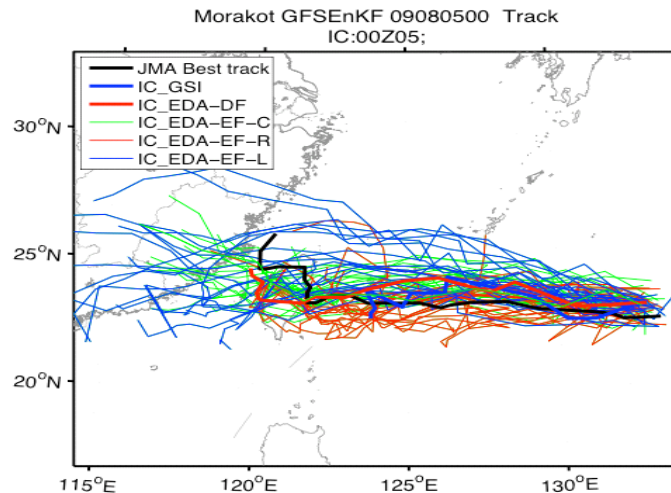 Morakot GFSEnKF 09080500 Track
IC:00Z05;
JMA Best track
IC_GSI
IC_EDA-DF
IC_EDA-EF-C
IC_EDA-EF-R
IC_EDA-EF-L
30°N
25°N
20°N
115°E 120°E 125°E 130°E